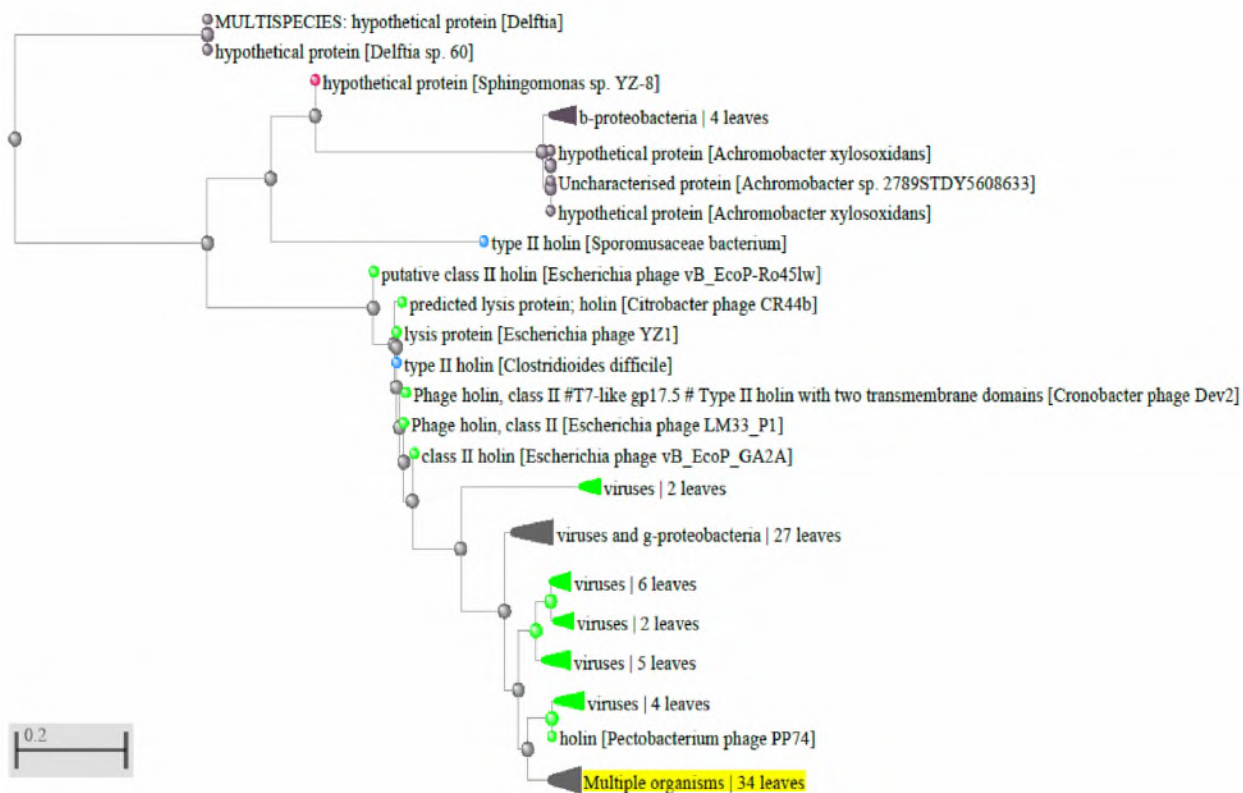 MULTISPECIES: hypothetical protein [Delftia]
hypothetical protein [Delftia sp. 60]
hypothetical protein [Sphingomonas sp. YZ-8]
b-proteobacteria | 4 leaves
hypothetical protein [Achromobacter xylosoxidans]
Uncharacterised protein [Achromobacter sp. 2789STDY5608633]
hypothetical protein [Achromobacter xylosoxidans]
type II holin [Sporomusaceae bacterium]
putative class II holin [Escherichia phage vB_EcoP-Ro45lw]
predicted lysis protein; holin [Citrobacter phage CR44b]
lysis protein [Escherichia phage YZ1]
type II holin [Clostridioides difficile]
Phage holin, class II #T7-like gp17.5 # Type II holin with two transmembrane domains [Cronobacter phage Dev2]
Phage holin, class II [Escherichia phage LM33_P1]
class II holin [Escherichia phage vB_EcoP_GA2A]
viruses | 2 leaves
viruses and g-proteobacteria | 27 leaves
viruses | 6 leaves
viruses | 2 leaves
viruses | 5 leaves
viruses | 4 leaves
holin [Pectobacterium phage PP74]
0.2
Multiple organisms | 34 leaves